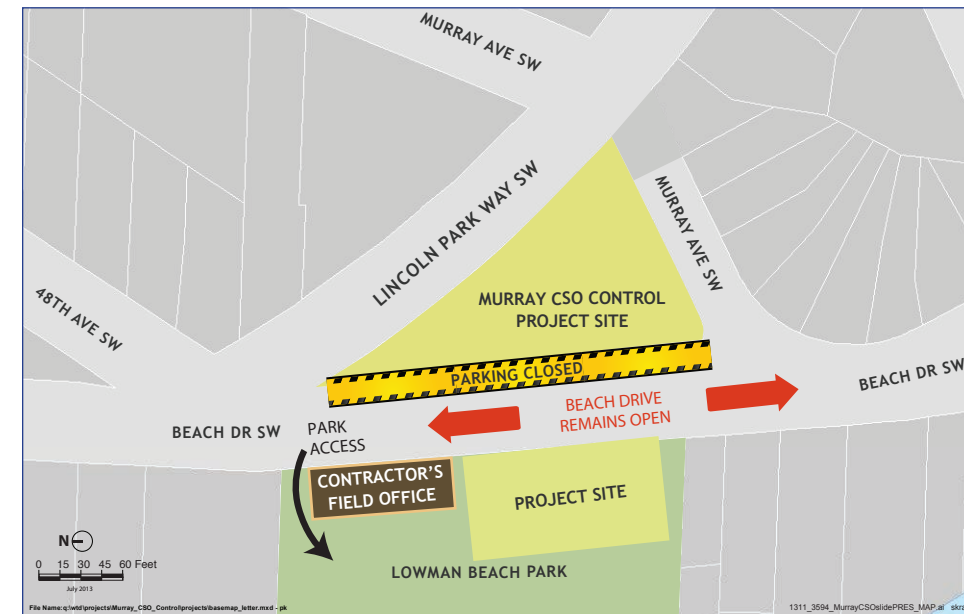 MURRAY AVE SW
LINCOLN PARK WAY SW
MURRAY AVE SW
48TH AVE SW
MURRAY CSO CONTROL
PROJECT SITE
PARKING CLOSED
BEACH DR SW
BEACH DRIVE
REMAINS OPEN
BEACH DR SW
PARK
ACCESS
CONTRACTOR'S
FIELD OFFICE
PROJECT SITE
LOWMAN BEACH PARK
N
0 15 30 45 60 Feet
July 2013
File Name:q:\wtd\projects\Murray_CSO_Control\projects\basemap_letter.mxd - pk
1311_3594_MurrayCSOslidePRES_MAP.ai skra